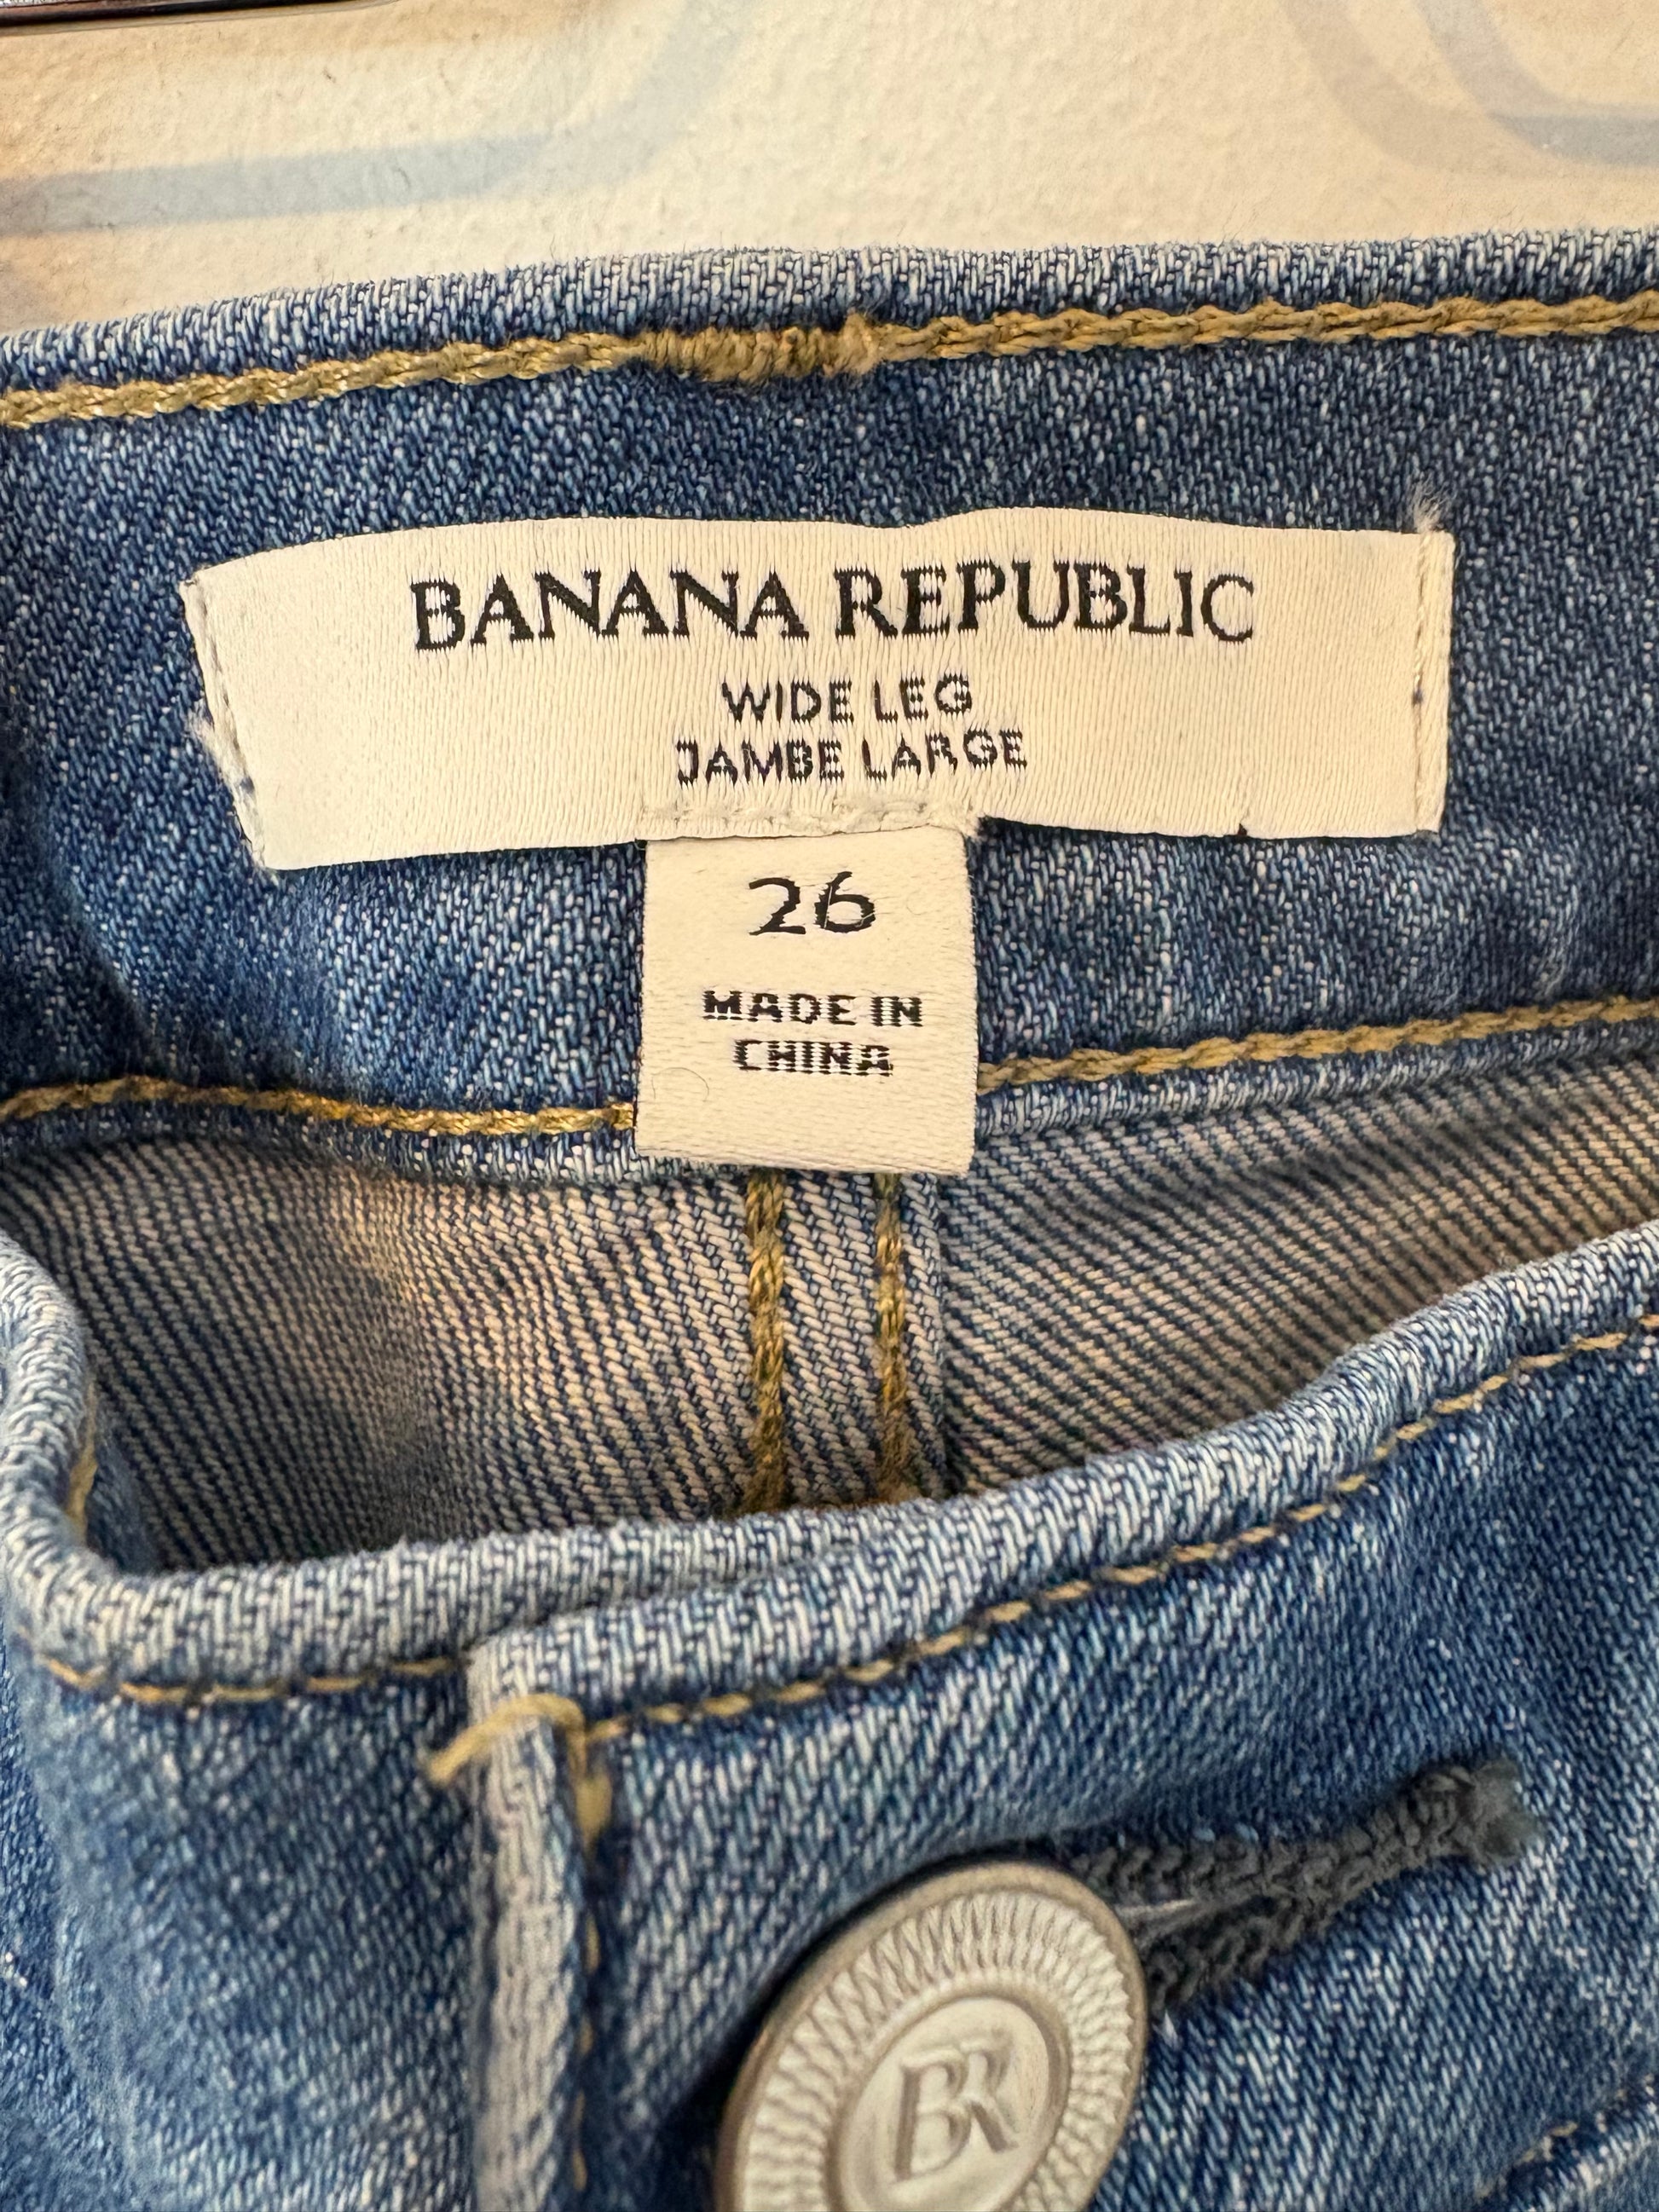 BANANA REPUBLIC
WIDE LEG
JAMBE LARGE
26
MADE IN
CHINA
BR